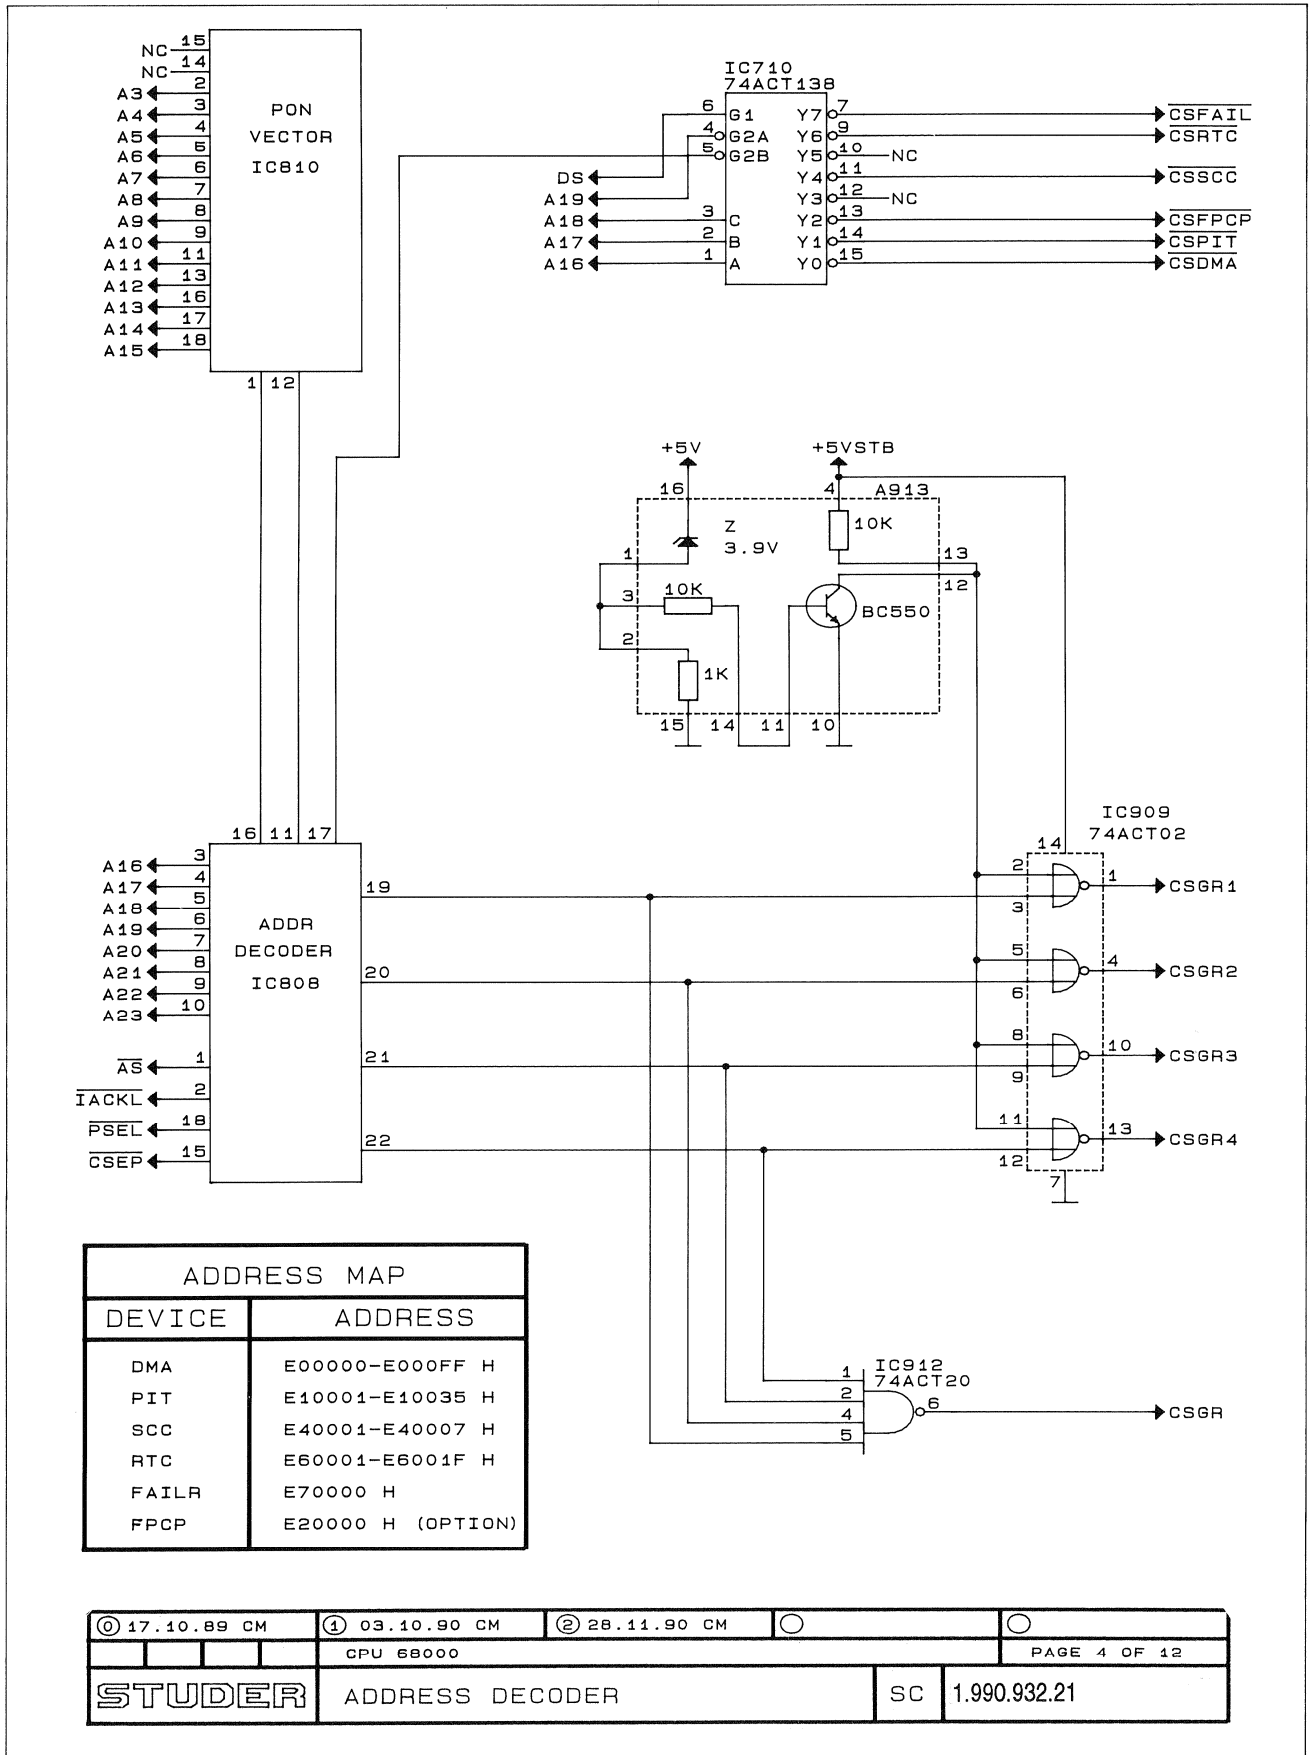 NC 15
NC 14
A3 2
A4 3
A5 4
A6 5
A7 6
A8 7
A9 8
A10 9
A11 11
A12 13
A13 16
A14 17
A15 18
PON
VECTOR
IC810
1 12
IC710
74ACT138
6 G1 Y7 7 CSFAIL
4 G2A Y6 9 CSRTC
5 G2B Y5 10 NC
DS Y4 11 CSSCC
A19 Y3 12 NC
A18 3 C Y2 13 CSFPCP
A17 2 B Y1 14 CSPIT
A16 1 A Y0 15 CSDMA
+5V +5VSTB
16 4 A913
Z
3.9V
10K
1 13
12
3 10K
BC550
2
1K
15 14 11 10
16 11 17
A16 3
A17 4
A18 5
A19 6
A20 7
A21 8
A22 9
A23 10
AS 1
IACKL 2
PSEL 18
CSEP 15
ADDR
DECODER
IC808
19
20
21
22
IC909
74ACT02
14
2 1 CSGR1
3
5 4 CSGR2
6
8 10 CSGR3
9
11 13 CSGR4
12
7
IC912
74ACT20
1
2
4
5
6 CSGR
ADDRESS MAP
DEVICE ADDRESS
DMA E00000-E000FF H
PIT E10001-E10035 H
SCC E40001-E40007 H
RTC E60001-E6001F H
FAILR E70000 H
FPCP E20000 H (OPTION)
0 17.10.89 CM 1 03.10.90 CM 2 28.11.90 CM
CPU 68000 PAGE 4 OF 12
STUDER ADDRESS DECODER SC 1.990.932.21